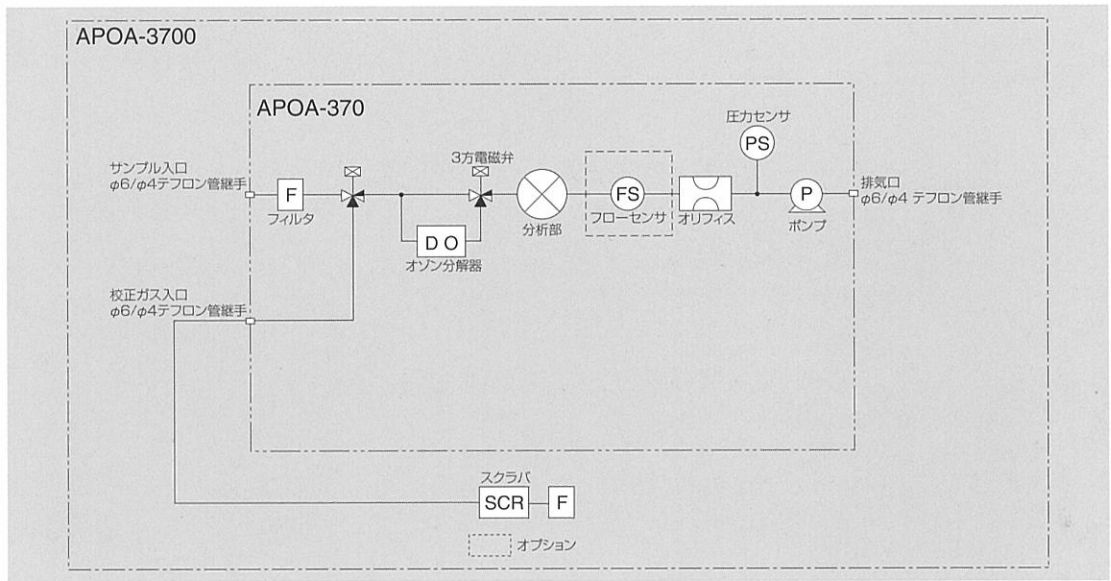 APOA-3700
APOA-370
圧力センサ
PS
サンプル入口
φ6/φ4テフロン管継手
3方電磁弁
排気口
φ6/φ4 テフロン管継手
F
フィルタ
分析部
FS
フローセンサ
オリフィス
P
ポンプ
D O
オゾン分解器
校正ガス入口
φ6/φ4テフロン管継手
スクラバ
SCR
F
オプション